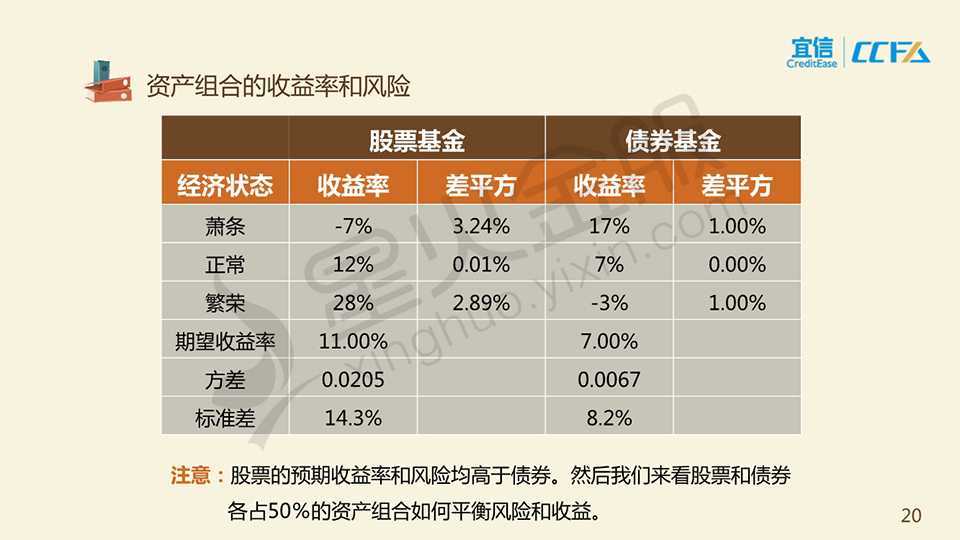 宜信
CreditEase
CCFA
资产组合的收益率和风险
股票基金 债券基金
经济状态 收益率 差平方 收益率 差平方
萧条 -7% 3.24% 17% 1.00%
正常 12% 0.01% 7% 0.00%
繁荣 28% 2.89% -3% 1.00%
期望收益率 11.00% 7.00%
方差 0.0205 0.0067
标准差 14.3% 8.2%
星火金服
xinghuo.yixin.com
注意：股票的预期收益率和风险均高于债券。然后我们来看股票和债券
各占50%的资产组合如何平衡风险和收益。
20